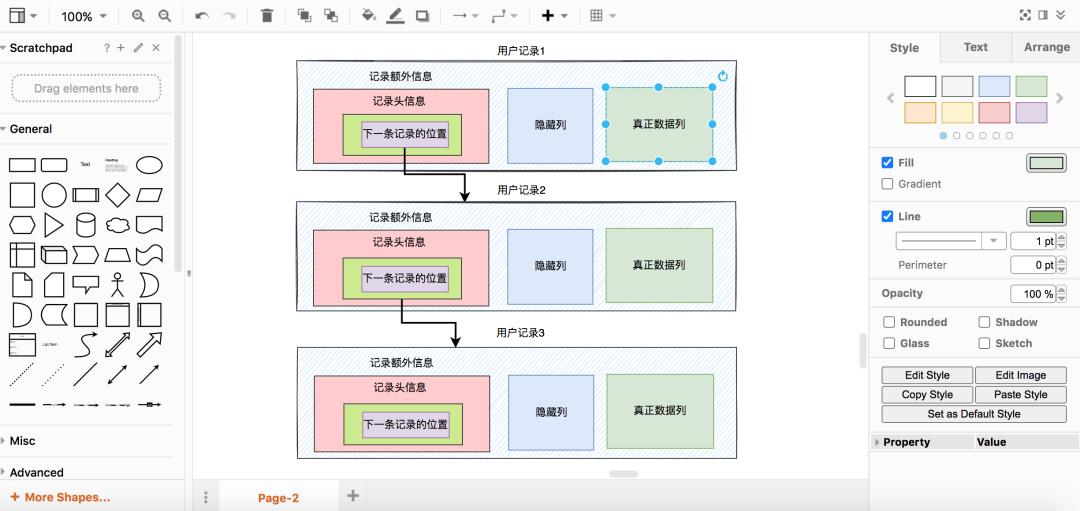 100%
Scratchpad
?
Drag elements here
General
Text
Heading
List Item
Misc
Advanced
+ More Shapes...
用户记录1
记录额外信息
记录头信息
下一条记录的位置
隐藏列
真正数据列
用户记录2
记录额外信息
记录头信息
下一条记录的位置
隐藏列
真正数据列
用户记录3
记录额外信息
记录头信息
下一条记录的位置
隐藏列
真正数据列
Page-2
Style
Text
Arrange
Fill
Gradient
Line
1 pt
Perimeter
0 pt
Opacity
100 %
Rounded
Shadow
Glass
Sketch
Edit Style
Edit Image
Copy Style
Paste Style
Set as Default Style
Property
Value